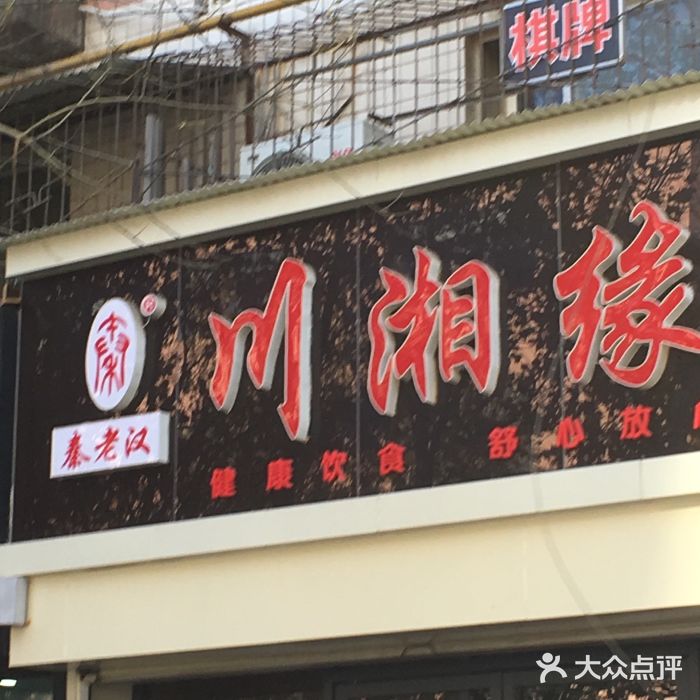 棋牌
川湘缘
秦老汉
健康饮食 舒心放
大众点评